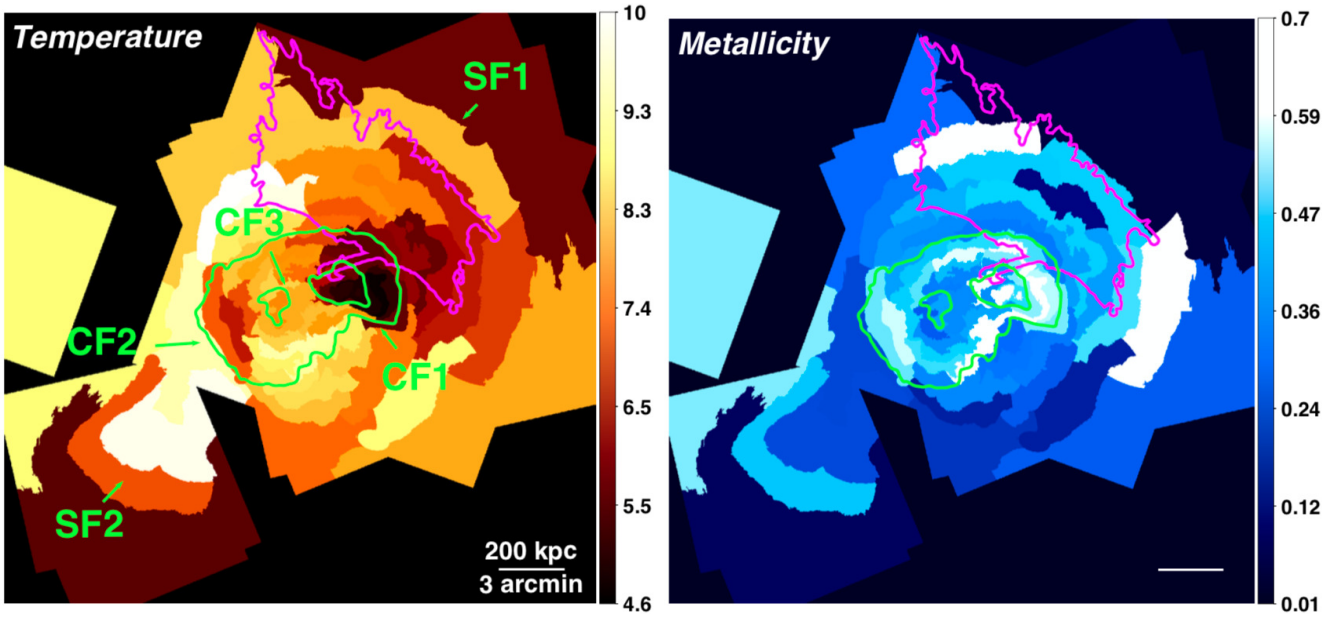 Temperature
SF1
CF3
CF2
CF1
SF2
200 kpc
3 arcmin
10
9.3
8.3
7.4
6.5
5.5
4.6
Metallicity
0.7
0.59
0.47
0.36
0.24
0.12
0.01